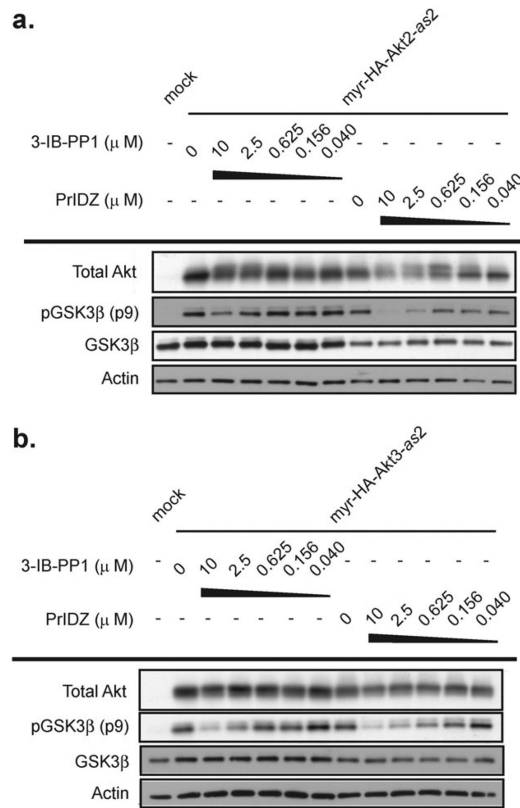 a.
mock
myr-HA-Akt2-as2
3-IB-PP1 (μ M) - 0 10 2.5 0.625 0.156 0.040 - - - - - -
PrIDZ (μ M) - - - - - - - 0 10 2.5 0.625 0.156 0.040
Total Akt
pGSK3β (p9)
GSK3β
Actin
b.
mock
myr-HA-Akt3-as2
3-IB-PP1 (μ M) - 0 10 2.5 0.625 0.156 0.040 - - - - - -
PrIDZ (μ M) - - - - - - - 0 10 2.5 0.625 0.156 0.040
Total Akt
pGSK3β (p9)
GSK3β
Actin